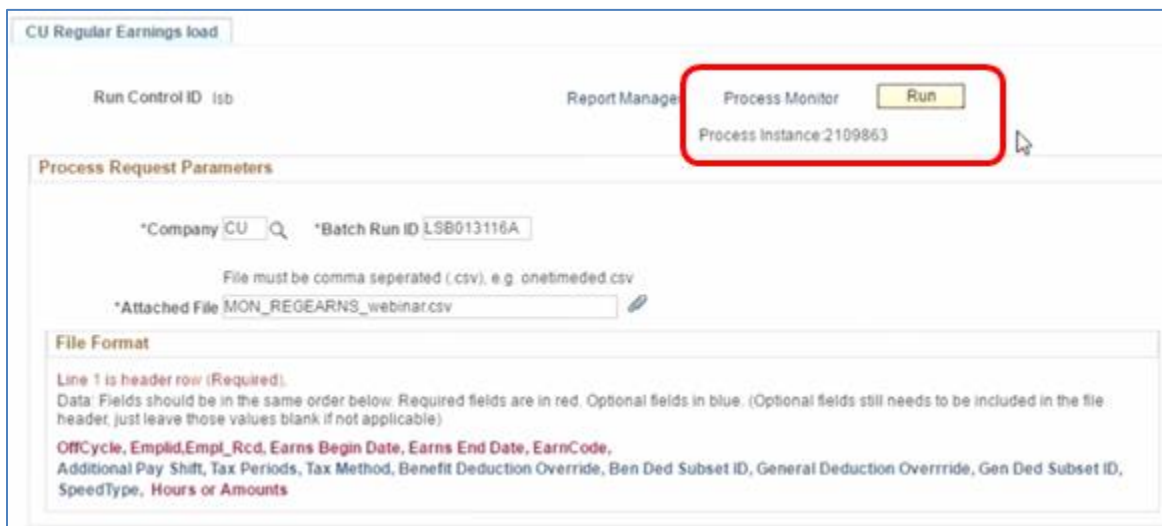 CU Regular Earnings load
Run Control ID lsb Report Manager Process Monitor Run
Process Instance:2109863
Process Request Parameters
*Company CU *Batch Run ID LSB013116A
File must be comma seperated (.csv), e.g. onetimeded.csv
*Attached File MON_REGEARNS_webinar.csv
File Format
Line 1 is header row (Required).
Data: Fields should be in the same order below. Required fields are in red. Optional fields in blue. (Optional fields still needs to be included in the file
header, just leave those values blank if not applicable)
OffCycle, Emplid,Empl_Rcd, Earns Begin Date, Earns End Date, EarnCode,
Additional Pay Shift, Tax Periods, Tax Method, Benefit Deduction Override, Ben Ded Subset ID, General Deduction Overrride, Gen Ded Subset ID,
SpeedType, Hours or Amounts